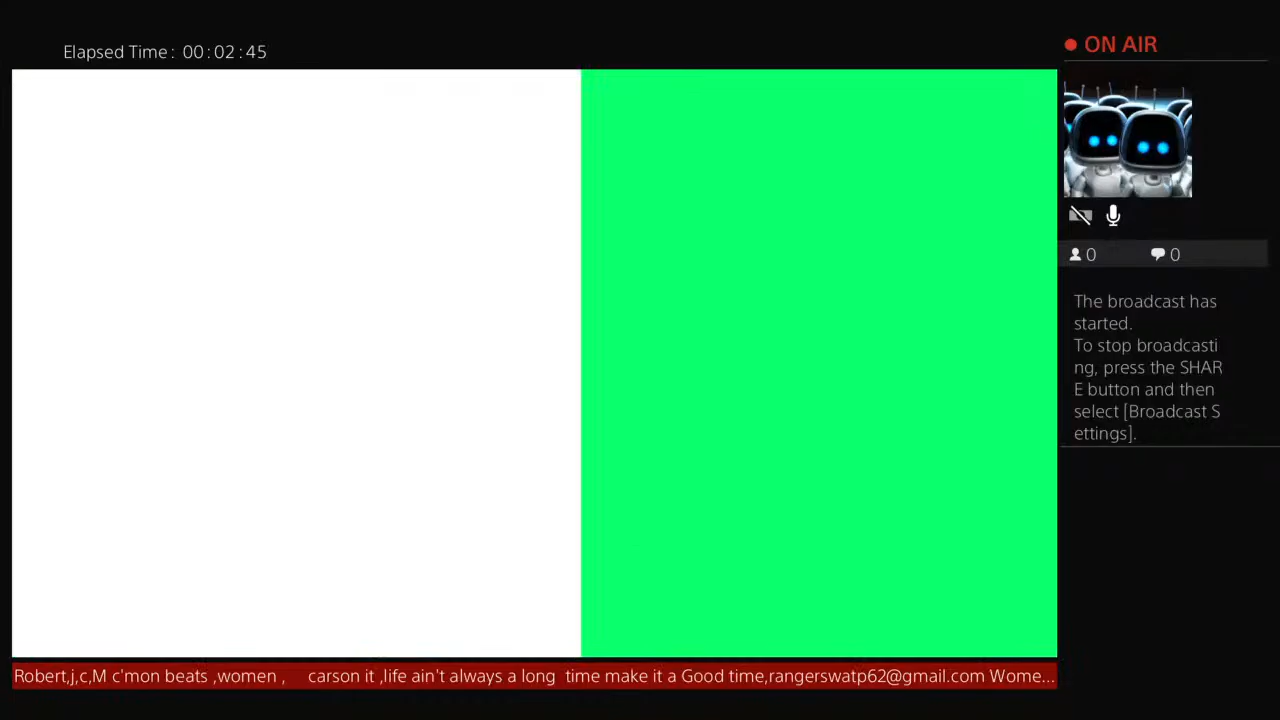 Elapsed Time: 00:02:45
ON AIR
0 0
The broadcast has
started.
To stop broadcasti
ng, press the SHAR
E button and then
select [Broadcast S
ettings].
Robert,j,c,M c'mon beats ,women , carson it ,life ain't always a long time make it a Good time,rangerswatp62@gmail.com Wome...